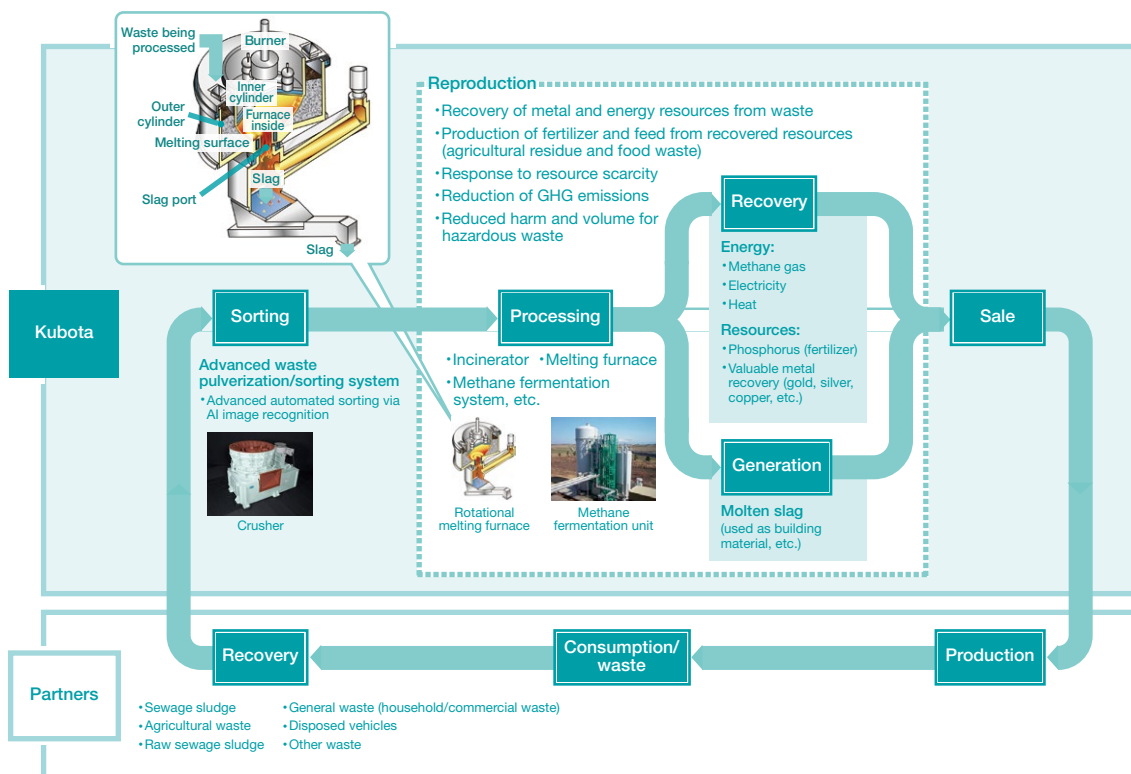 Waste being
processed
Burner
Inner
cylinder
Outer
cylinder
Furnace
inside
Melting surface
Slag
Slag port
Slag
Reproduction
・Recovery of metal and energy resources from waste
・Production of fertilizer and feed from recovered resources
(agricultural residue and food waste)
・Response to resource scarcity
・Reduction of GHG emissions
・Reduced harm and volume for
hazardous waste
Kubota
Sorting
Advanced waste
pulverization/sorting system
・Advanced automated sorting via
AI image recognition
Crusher
Processing
・Incinerator ・Melting furnace
・Methane fermentation
system, etc.
Rotational
melting furnace
Methane
fermentation unit
Recovery
Energy:
・Methane gas
・Electricity
・Heat
Resources:
・Phosphorus (fertilizer)
・Valuable metal
recovery (gold, silver,
copper, etc.)
Generation
Molten slag
(used as building
material, etc.)
Sale
Partners
Recovery
Consumption/
waste
Production
・Sewage sludge
・Agricultural waste
・Raw sewage sludge
・General waste (household/commercial waste)
・Disposed vehicles
・Other waste